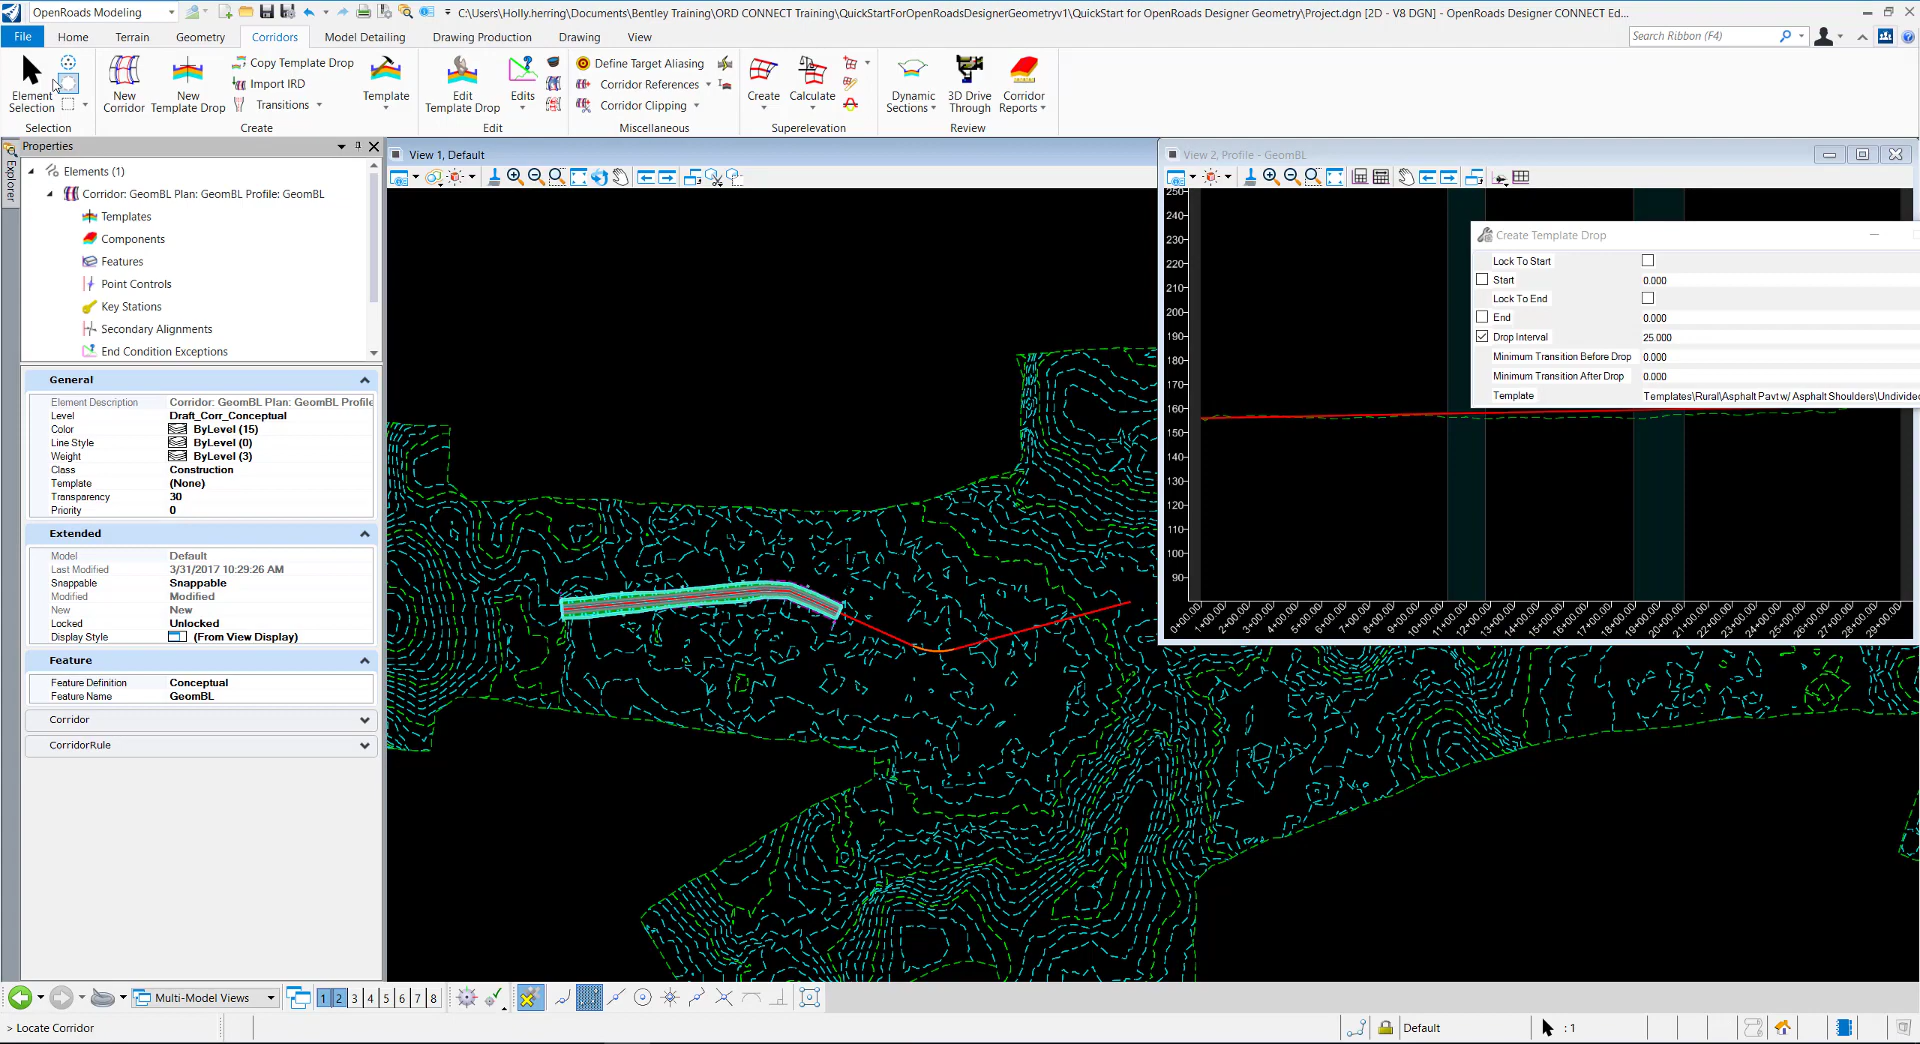 OpenRoads Modeling
C:\Users\Holly.herring\Documents\Bentley Training\ORD CONNECT Training\QuickStartForOpenRoadsDesignerGeometryv1\QuickStart for OpenRoads Designer Geometry\Project.dgn [2D - V8 DGN] - OpenRoads Designer CONNECT Ed...
File Home Terrain Geometry Corridors Model Detailing Drawing Production Drawing View
Search Ribbon (F4)
Element Selection
New Corridor
New Template Drop
Copy Template Drop
Import IRD
Transitions
Template
Edit Template Drop
Edits
Define Target Aliasing
Corridor References
Corridor Clipping
Create
Calculate
Dynamic Sections
3D Drive Through
Corridor Reports
Selection Create Edit Miscellaneous Superelevation Review
Explorer
Properties
Elements (1)
Corridor: GeomBL Plan: GeomBL Profile: GeomBL
Templates
Components
Features
Point Controls
Key Stations
Secondary Alignments
End Condition Exceptions
General
Element Description Corridor: GeomBL Plan: GeomBL Profile
Level Draft_Corr_Conceptual
Color ByLevel (15)
Line Style ByLevel (0)
Weight ByLevel (3)
Class Construction
Template (None)
Transparency 30
Priority 0
Extended
Model Default
Last Modified 3/31/2017 10:29:26 AM
Snappable Snappable
Modified Modified
New New
Locked Unlocked
Display Style (From View Display)
Feature
Feature Definition Conceptual
Feature Name GeomBL
Corridor
CorridorRule
View 1, Default
View 2, Profile - GeomBL
250
240
230
220
210
200
190
180
170
160
150
140
130
120
110
100
90
0+00.00 1+00.00 2+00.00 3+00.00 4+00.00 5+00.00 6+00.00 7+00.00 8+00.00 9+00.00 10+00.00 11+00.00 12+00.00 13+00.00 14+00.00 15+00.00 16+00.00 17+00.00 18+00.00 19+00.00 20+00.00 21+00.00 22+00.00 23+00.00 24+00.00 25+00.00 26+00.00 27+00.00 28+00.00 29+00.00
Create Template Drop
Lock To Start
Start 0.000
Lock To End
End 0.000
Drop Interval 25.000
Minimum Transition Before Drop 0.000
Minimum Transition After Drop 0.000
Template Templates\Rural\Asphalt Pavt w/ Asphalt Shoulders\Undivided
Multi-Model Views
1 2 3 4 5 6 7 8
> Locate Corridor
Default
: 1